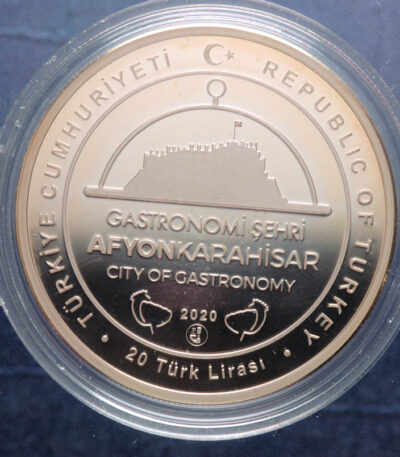 TÜRKİYE CUMHURİYETİ
REPUBLIC OF TURKEY
GASTRONOMİ ŞEHRİ
AFYONKARAHİSAR
CITY OF GASTRONOMY
2020
20 Türk Lirası